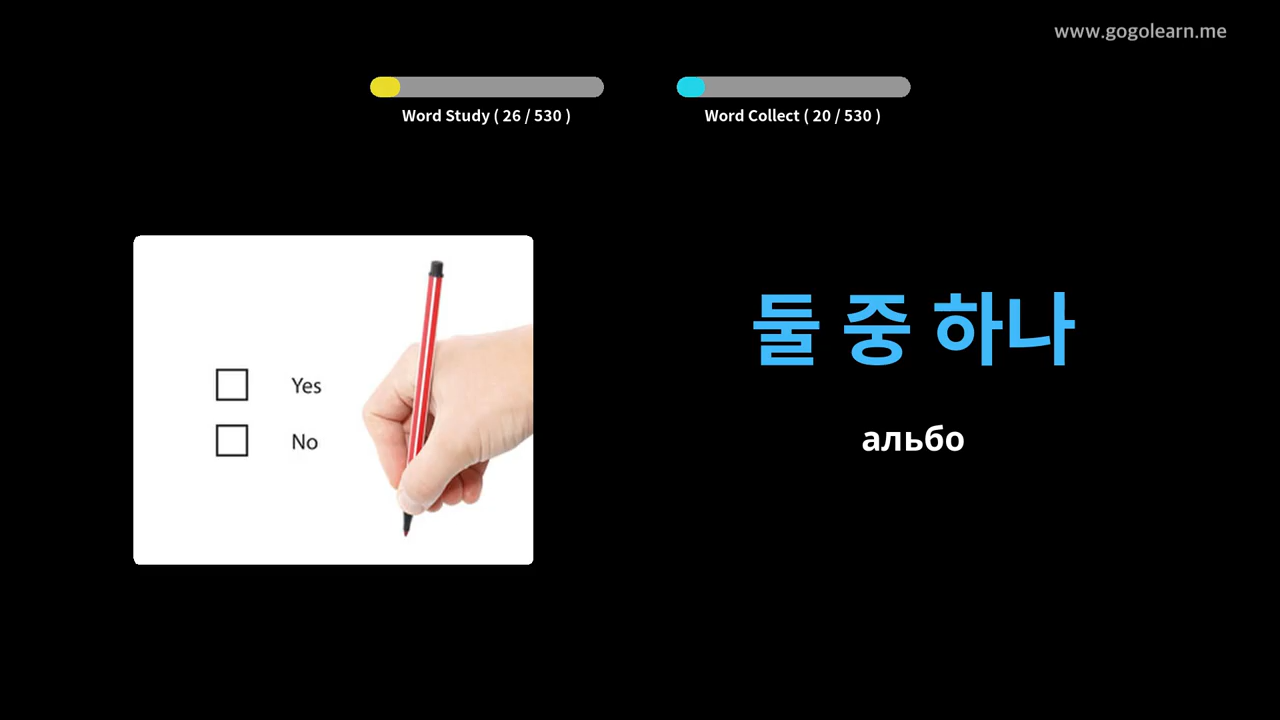 www.gogolearn.me
Word Study ( 26 / 530 )
Word Collect ( 20 / 530 )
Yes
No
둘 중 하나
альбо